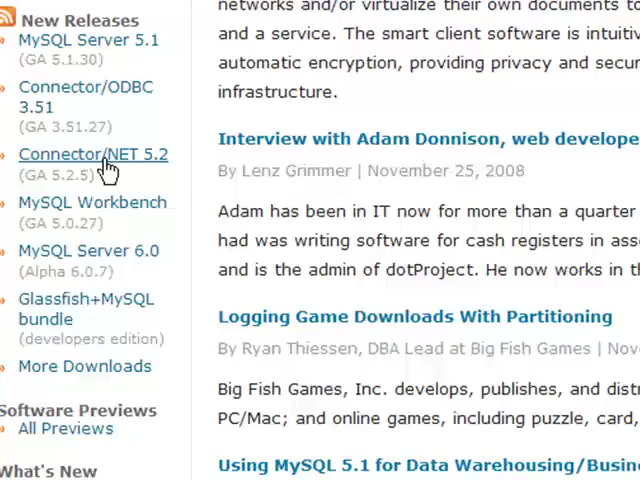 New Releases
MySQL Server 5.1
(GA 5.1.30)
Connector/ODBC
3.51
(GA 3.51.27)
Connector/NET 5.2
(GA 5.2.5)
MySQL Workbench
(GA 5.0.27)
MySQL Server 6.0
(Alpha 6.0.7)
Glassfish+MySQL
bundle
(developers edition)
More Downloads
Software Previews
All Previews
What's New
networks and/or virtualize their own documents to
and a service. The smart client software is intuitiv
automatic encryption, providing privacy and secur
infrastructure.
Interview with Adam Donnison, web develope
By Lenz Grimmer | November 25, 2008
Adam has been in IT now for more than a quarter
had was writing software for cash registers in ass
and is the admin of dotProject. He now works in th
Logging Game Downloads With Partitioning
By Ryan Thiessen, DBA Lead at Big Fish Games | Nov
Big Fish Games, Inc. develops, publishes, and distr
PC/Mac; and online games, including puzzle, card,
Using MySQL 5.1 for Data Warehousing/Busin